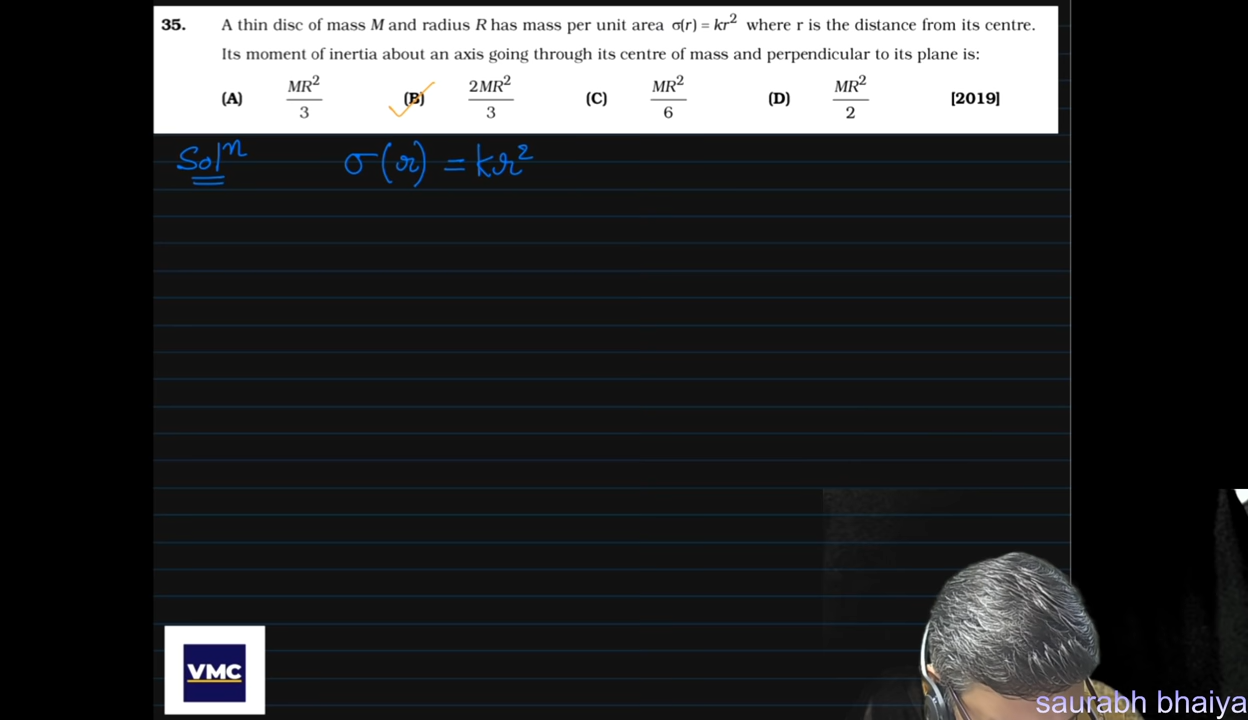 35. A thin disc of mass M and radius R has mass per unit area σ(r) = kr² where r is the distance from its centre.
Its moment of inertia about an axis going through its centre of mass and perpendicular to its plane is:
(A) MR²/3 (B) 2MR²/3 (C) MR²/6 (D) MR²/2 [2019]
Solⁿ σ(r) = kr²
VMC
saurabh bhaiya